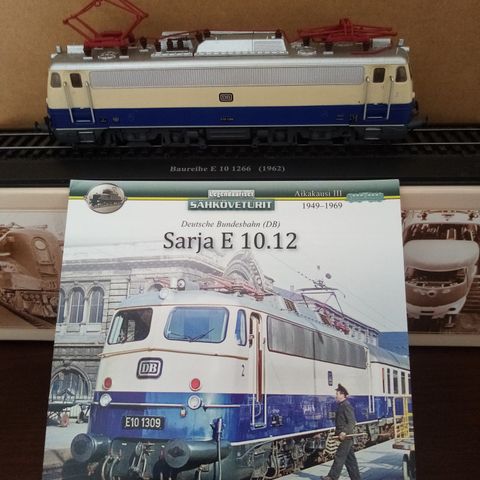 DB
Baureihe E 10 1266 (1962)
Legendaariset
SÄHKÖVETURIT
Aikakausi III
1949–1969
Deutsche Bundesbahn (DB)
Sarja E 10.12
2
DB
E10 1309